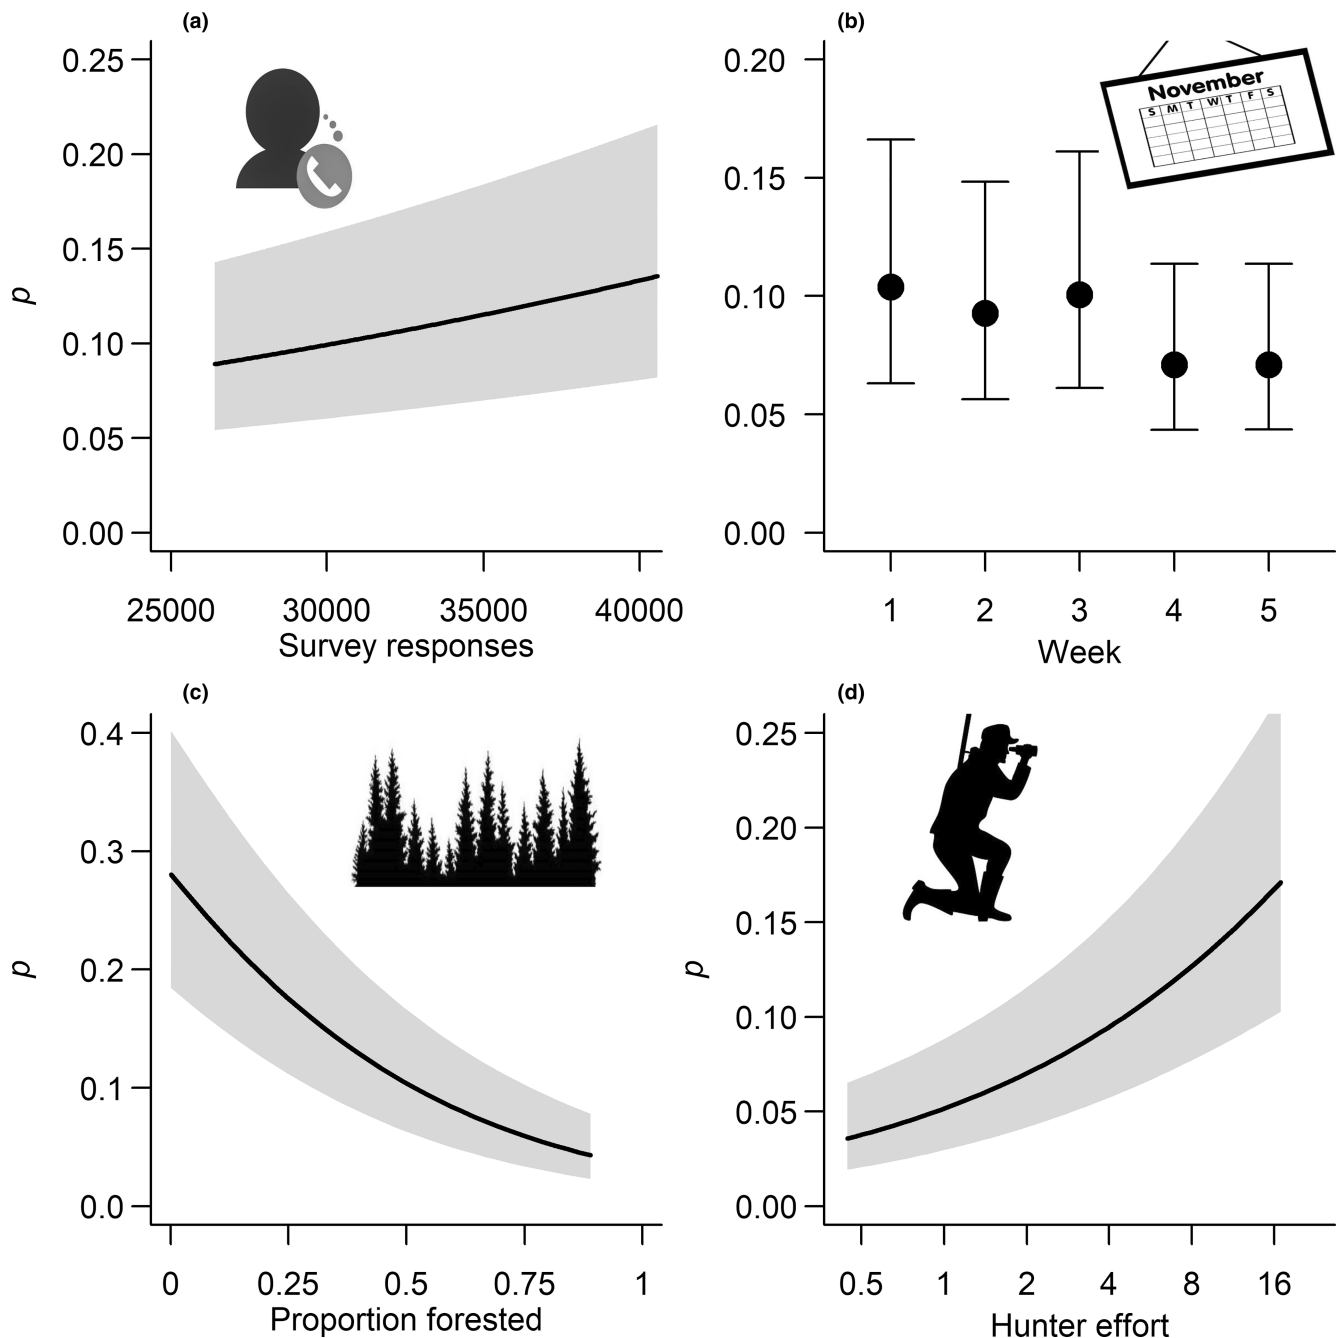 (a)
0.25
0.20
0.15
0.10
0.05
0.00
p
25000 30000 35000 40000
Survey responses
(b)
November
S M T W T F S
0.20
0.15
0.10
0.05
0.00
1 2 3 4 5
Week
(c)
0.4
0.3
0.2
0.1
0.0
p
0 0.25 0.5 0.75 1
Proportion forested
(d)
0.25
0.20
0.15
0.10
0.05
0.00
p
0.5 1 2 4 8 16
Hunter effort